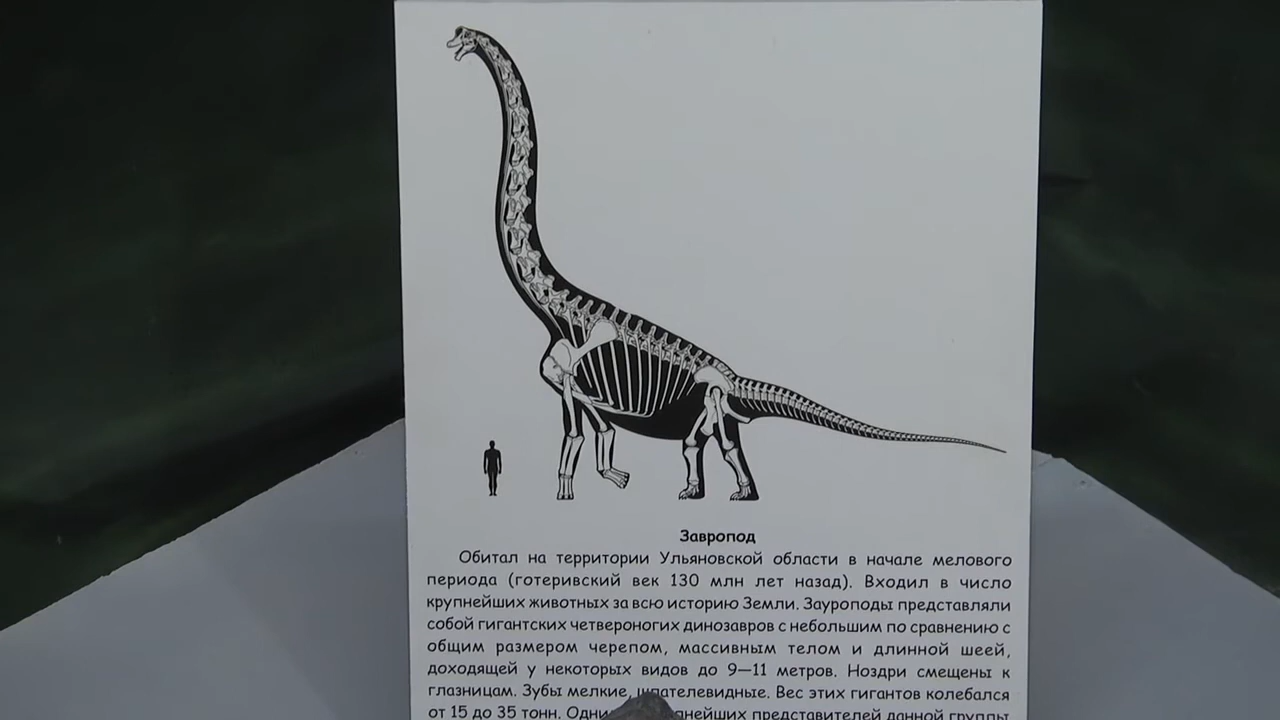 Завропод
Обитал на территории Ульяновской области в начале мелового
периода (готеривский век 130 млн лет назад). Входил в число
крупнейших животных за всю историю Земли. Зауроподы представляли
собой гигантских четвероногих динозавров с небольшим по сравнению с
общим размером черепом, массивным телом и длинной шеей,
доходящей у некоторых видов до 9—11 метров. Ноздри смещены к
глазницам. Зубы мелкие, шпателевидные. Вес этих гигантов колебался
от 15 до 35 тонн. представителей данной группы